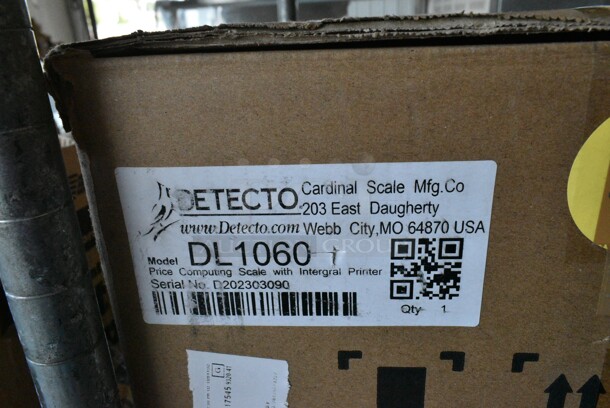 DETECTO.
www.Detecto.com
Cardinal Scale Mfg.Co
203 East Daugherty
Webb City,MO 64870 USA
Model DL1060
Price Computing Scale with Intergral Printer
Serial No. D202303090
Qty 1
GROUP